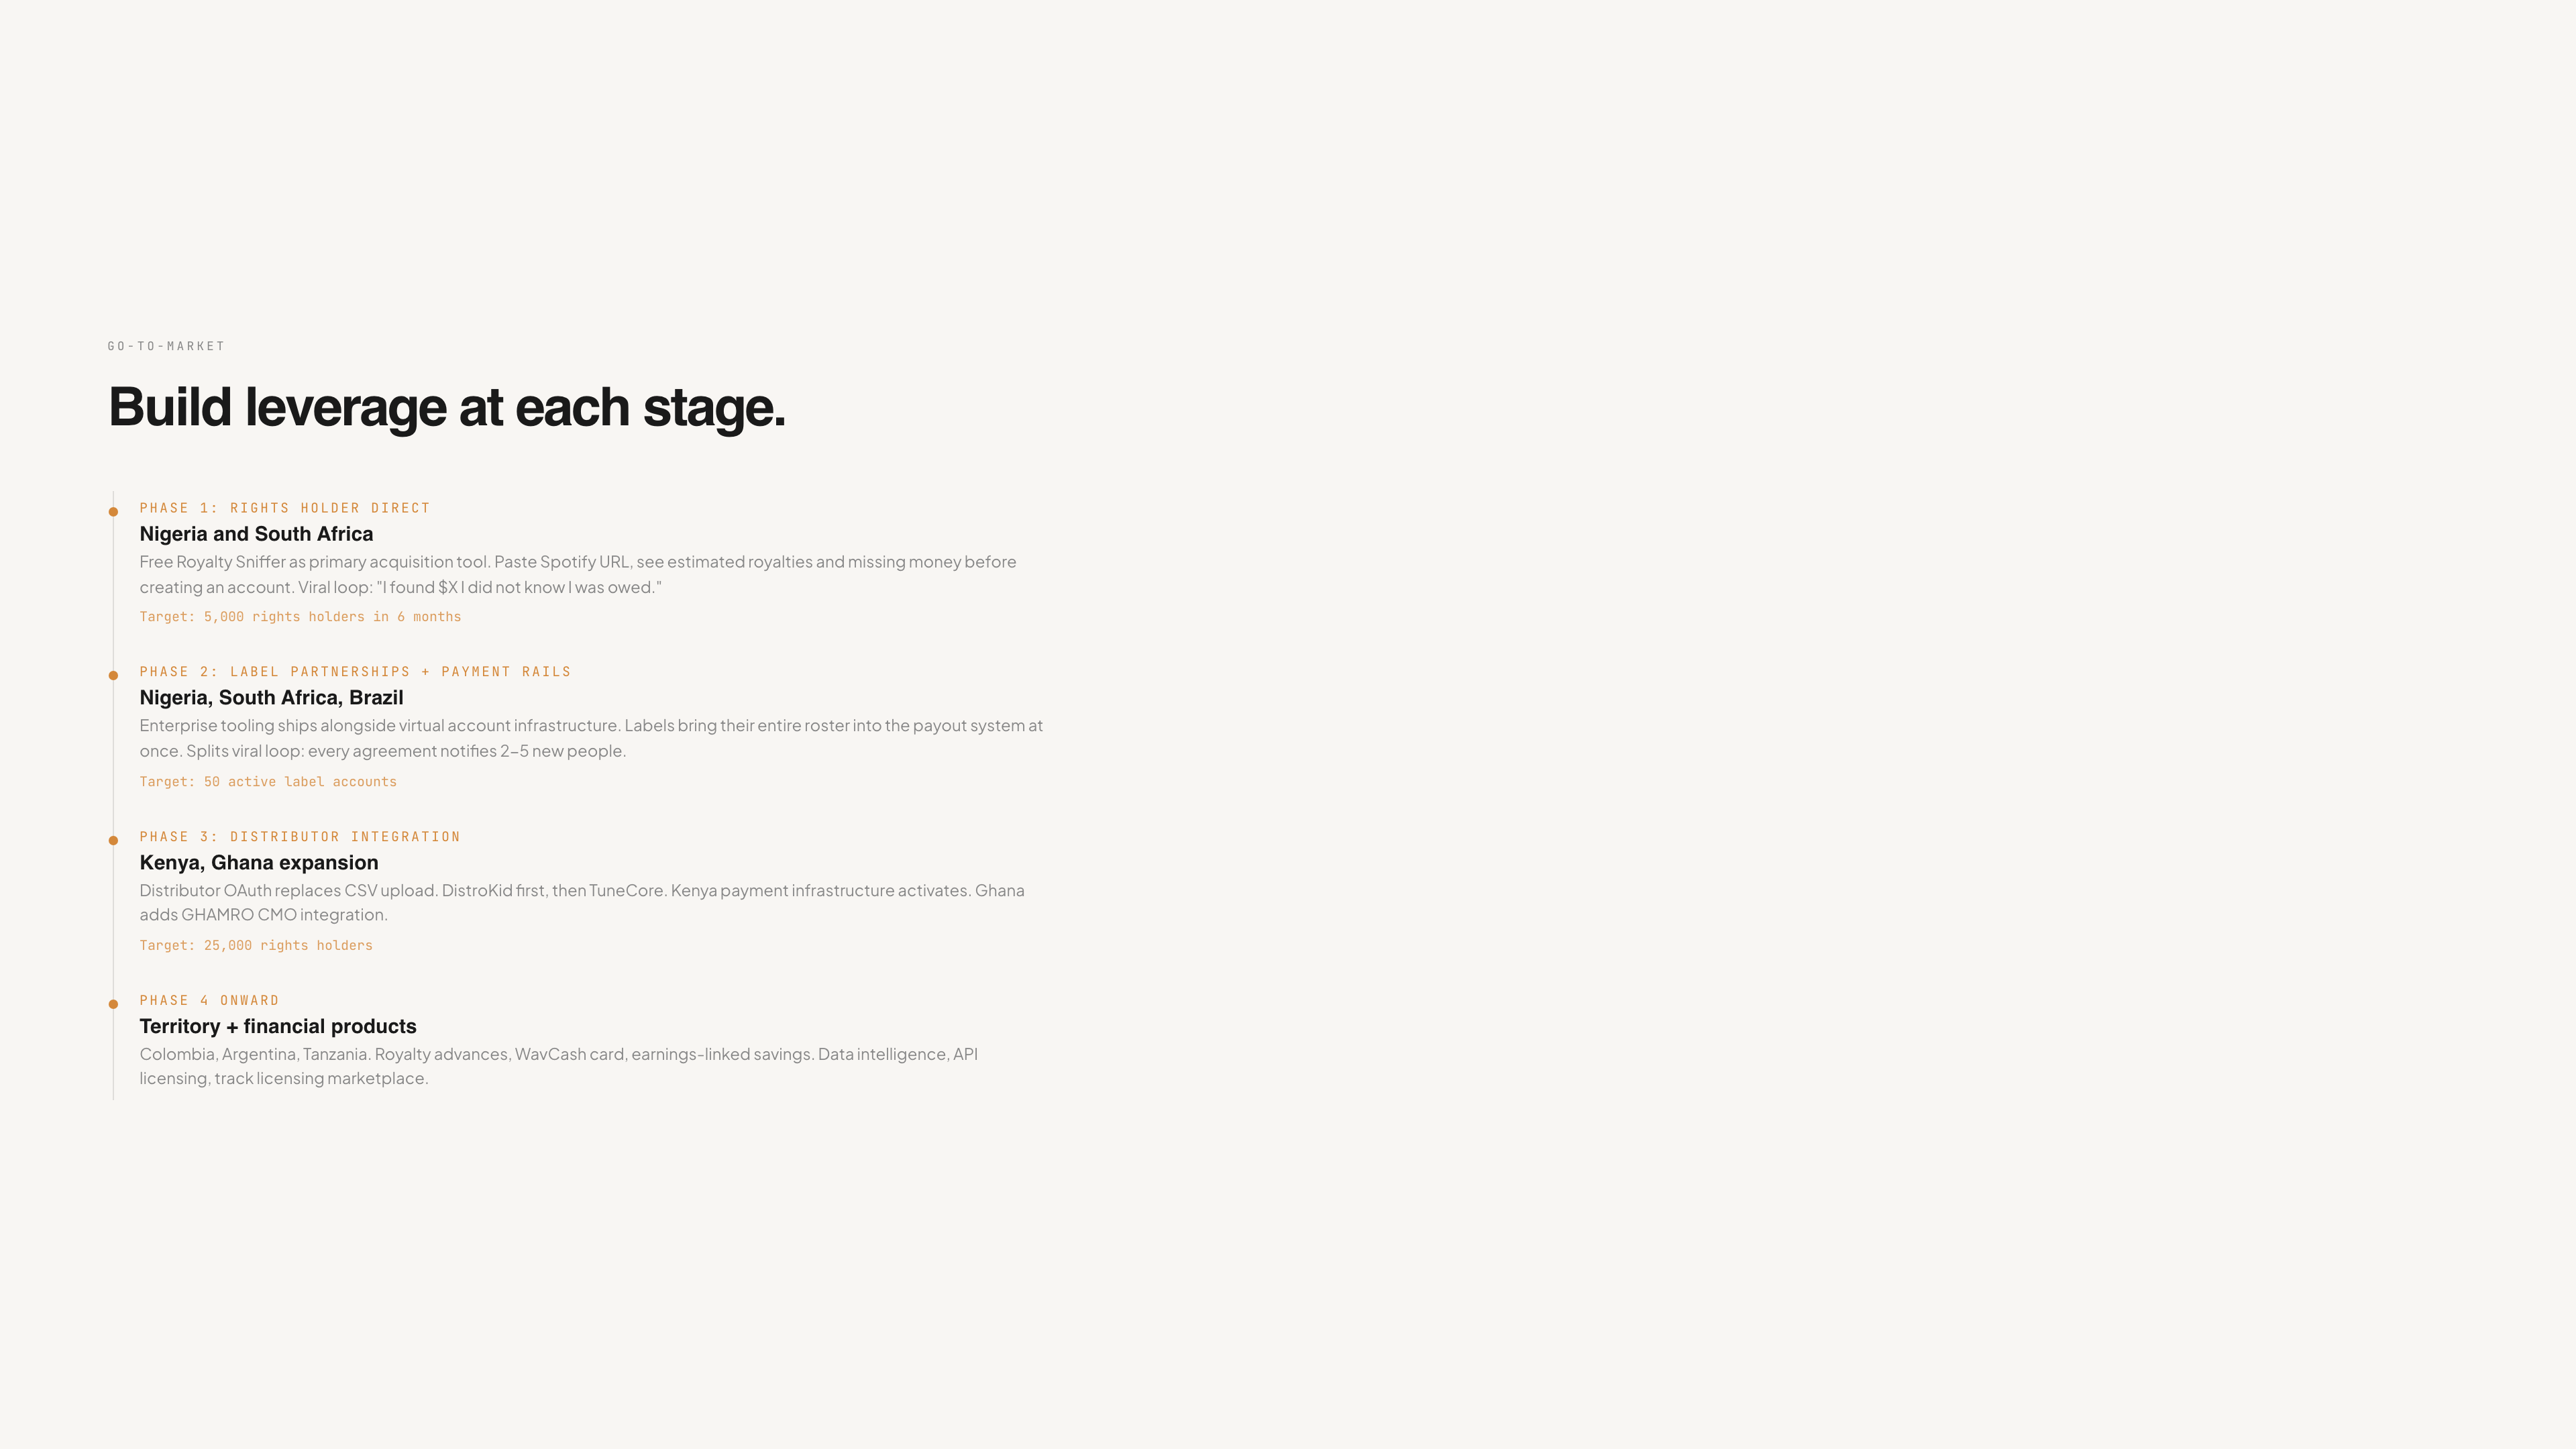 GO-TO-MARKET
Build leverage at each stage.
PHASE 1: RIGHTS HOLDER DIRECT
Nigeria and South Africa
Free Royalty Sniffer as primary acquisition tool. Paste Spotify URL, see estimated royalties and missing money before
creating an account. Viral loop: "I found $X I did not know I was owed."
Target: 5,000 rights holders in 6 months
PHASE 2: LABEL PARTNERSHIPS + PAYMENT RAILS
Nigeria, South Africa, Brazil
Enterprise tooling ships alongside virtual account infrastructure. Labels bring their entire roster into the payout system at
once. Splits viral loop: every agreement notifies 2–5 new people.
Target: 50 active label accounts
PHASE 3: DISTRIBUTOR INTEGRATION
Kenya, Ghana expansion
Distributor OAuth replaces CSV upload. DistroKid first, then TuneCore. Kenya payment infrastructure activates. Ghana
adds GHAMRO CMO integration.
Target: 25,000 rights holders
PHASE 4 ONWARD
Territory + financial products
Colombia, Argentina, Tanzania. Royalty advances, WavCash card, earnings-linked savings. Data intelligence, API
licensing, track licensing marketplace.